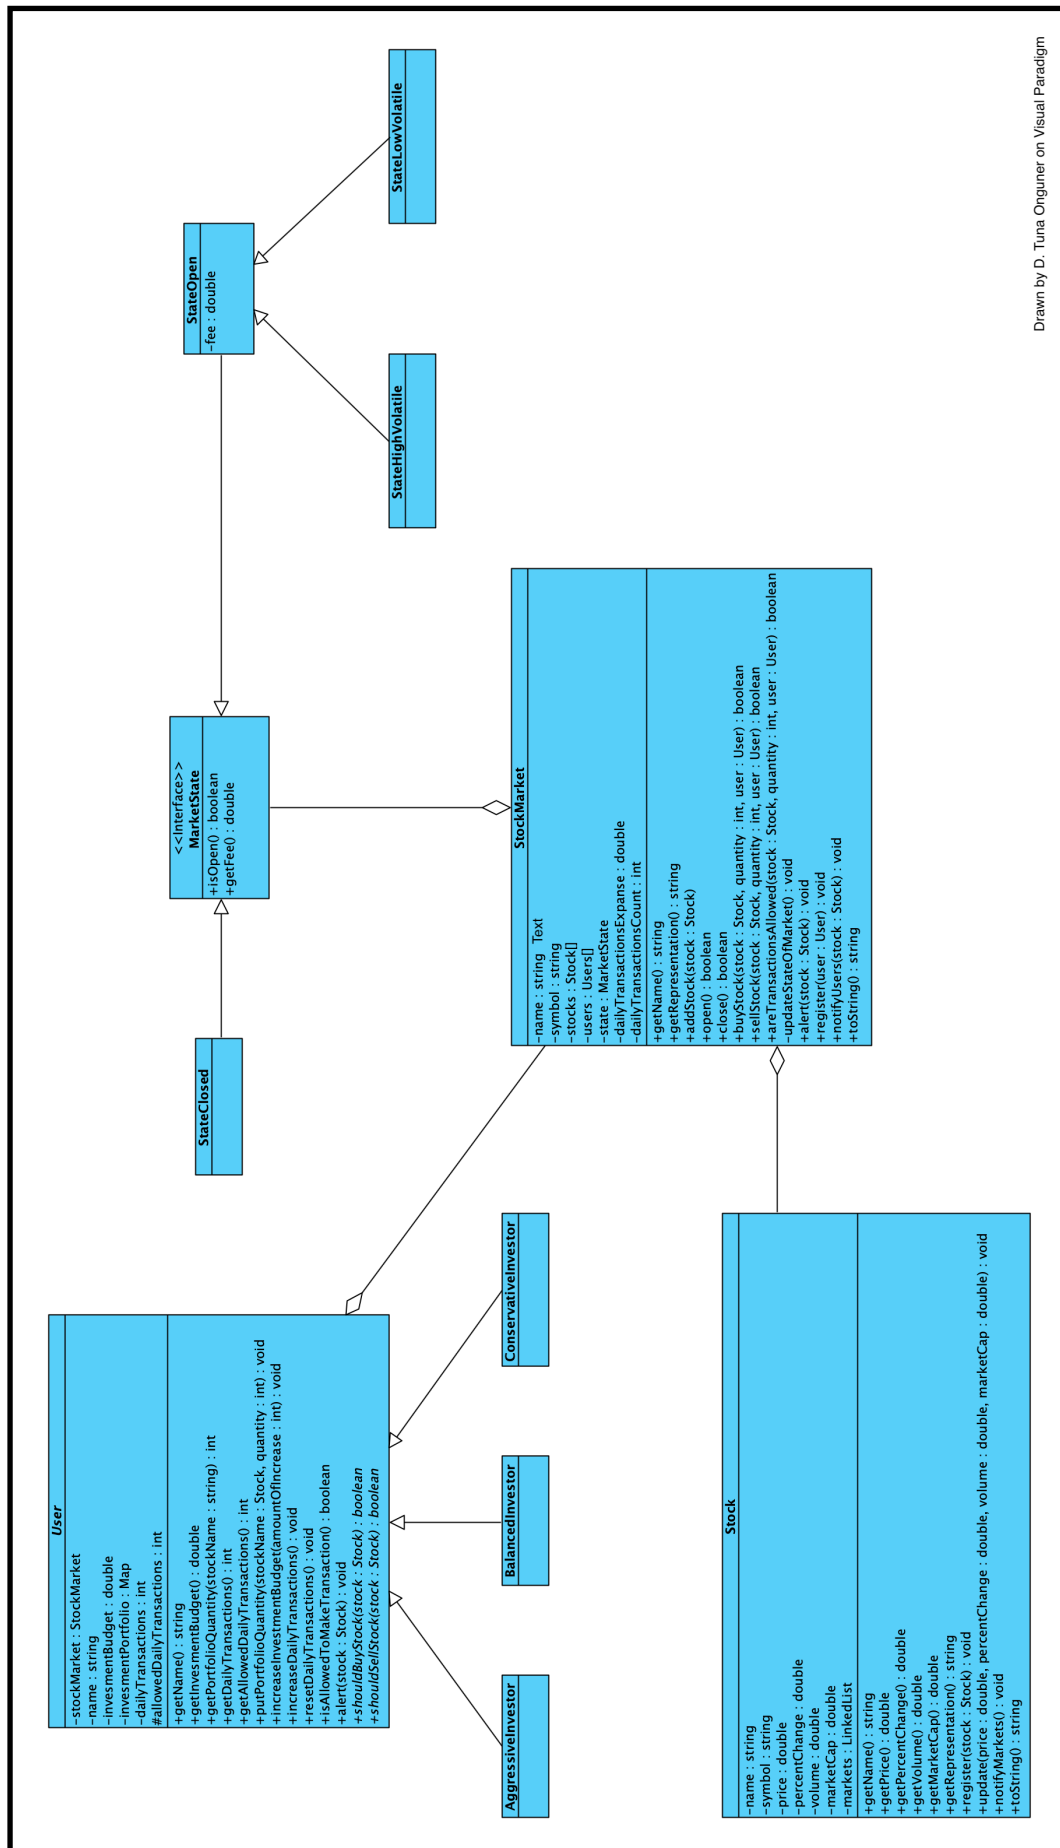 User
-stockMarket : StockMarket
-name : string
-invesmentBudget : double
-invesmentPortfolio : Map
-dailyTransactions : int
#allowedDailyTransactions : int
+getName() : string
+getInvesmentBudget() : double
+getPortfolioQuantity(stockName : string) : int
+getDailyTransactions() : int
+getAllowedDailyTransactions() : int
+putPortfolioQuantity(stockName : Stock, quantity : int) : void
+increaseInvestmentBudget(amountOfIncrease : int) : void
+increaseDailyTransactions() : void
+resetDailyTransactions() : void
+isAllowedToMakeTransaction() : boolean
+alert(stock : Stock) : void
+shouldBuyStock(stock : Stock) : boolean
+shouldSellStock(stock : Stock) : boolean
AggressiveInvestor
BalancedInvestor
ConservativeInvestor
StateClosed
<<Interface>>
MarketState
+isOpen() : boolean
+getFee() : double
StateOpen
-fee : double
StateHighVolatile
StateLowVolatile
StockMarket
-name : string Text
-symbol : string
-stocks : Stock[]
-users : Users[]
-state : MarketState
-dailyTransactionsExpanse : double
-dailyTransactionsCount : int
+getName() : string
+getRepresentation() : string
+addStock(stock : Stock)
+open() : boolean
+close() : boolean
+buyStock(stock : Stock, quantity : int, user : User) : boolean
+sellStock(stock : Stock, quantity : int, user : User) : boolean
+areTransactionsAllowed(stock : Stock, quantity : int, user : User) : boolean
-updateStateOfMarket() : void
+alert(stock : Stock) : void
+register(user : User) : void
+notifyUsers(stock : Stock) : void
+toString() : string
Stock
-name : string
-symbol : string
-price : double
-percentChange : double
-volume : double
-marketCap : double
-markets : LinkedList
+getName() : string
+getPrice() : double
+getPercentChange() : double
+getVolume() : double
+getMarketCap() : double
+getRepresentation() : string
+register(stock : Stock) : void
+update(price : double, percentChange : double, volume : double, marketCap : double) : void
+notifyMarkets() : void
+toString() : string
Drawn by D. Tuna Onguner on Visual Paradigm